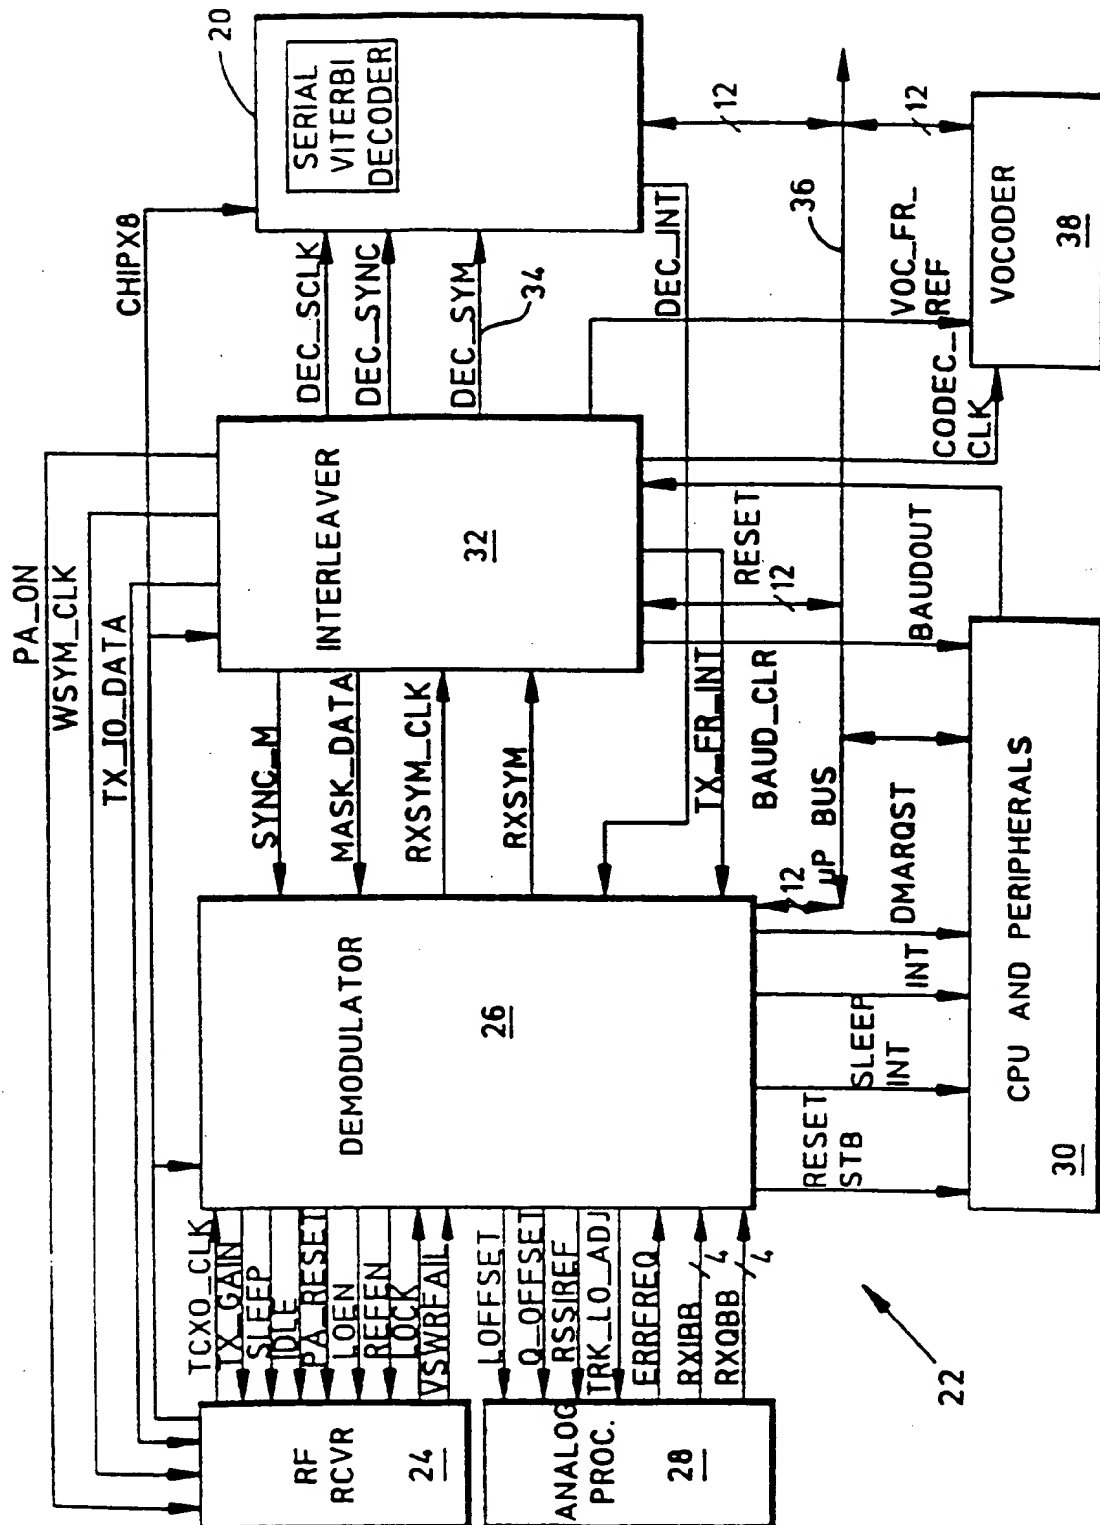 PA_ON
WSYM_CLK
TX_IO_DATA
CHIPX8
20
SERIAL
VITERBI
DECODER
TCXO_CLK
TX_GAIN
SLEEP
IDLE
PA_RESET
LOEN
REFEN
LOCK
VSWRFAIL
RF
RCVR
24
LOFFSET
Q_OFFSET
RSSIREF
TRK_LO_ADJ
ERRFREQ
RXIBB
4
RXQBB
4
ANALOG
PROC.
28
DEMODULATOR
26
SYNC_M
MASK_DATA
RXSYM_CLK
RXSYM
INTERLEAVER
32
DEC_SCLK
DEC_SYNC
DEC_SYM
34
DEC_INT
12
TX_FR_INT
RESET
12
BAUD_CLR
12
µP BUS
36
12
RESET
STB
SLEEP
INT
INT
DMARQST
BAUDOUT
CODEC_
CLK
VOC_FR_
REF
CPU AND PERIPHERALS
30
VOCODER
38
22